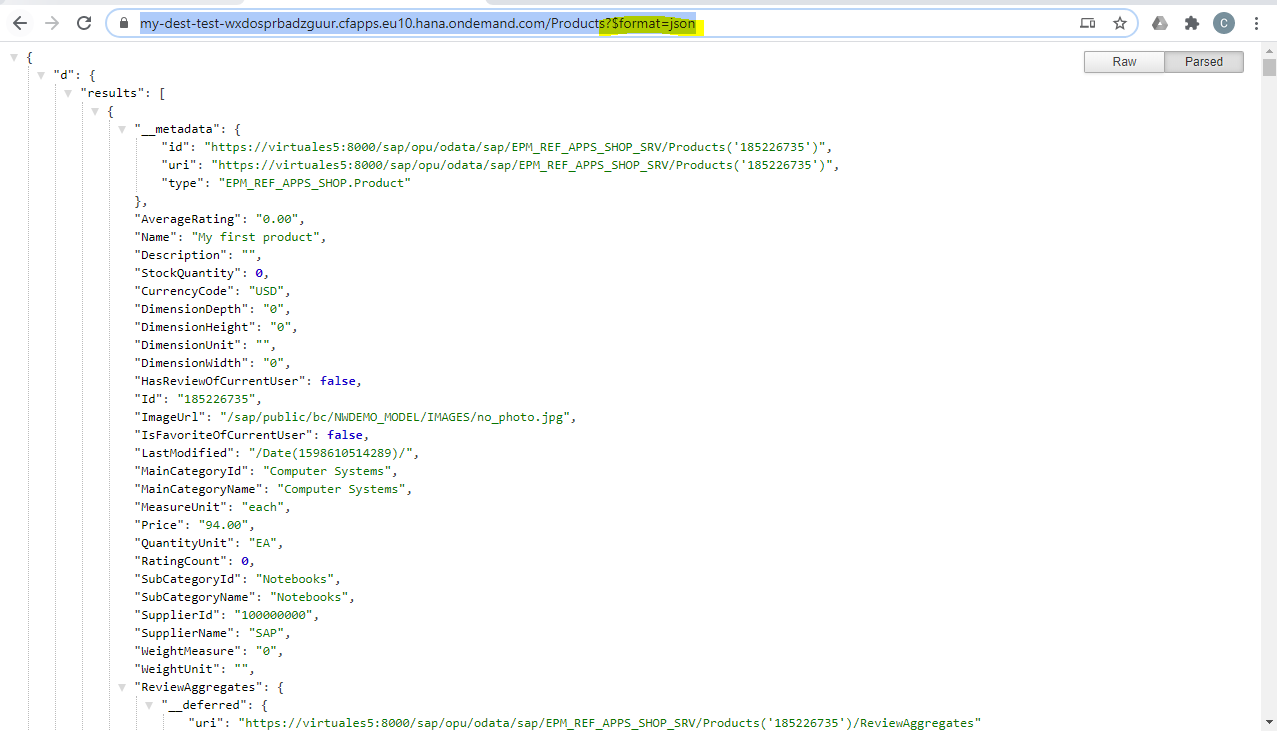 my-dest-test-wxdosprbadzguur.cfapps.eu10.hana.ondemand.com/Products?$format=json
C
Raw
Parsed
{
"d": {
"results": [
{
"__metadata": {
"id": "https://virtuales5:8000/sap/opu/odata/sap/EPM_REF_APPS_SHOP_SRV/Products('185226735')",
"uri": "https://virtuales5:8000/sap/opu/odata/sap/EPM_REF_APPS_SHOP_SRV/Products('185226735')",
"type": "EPM_REF_APPS_SHOP.Product"
},
"AverageRating": "0.00",
"Name": "My first product",
"Description": "",
"StockQuantity": 0,
"CurrencyCode": "USD",
"DimensionDepth": "0",
"DimensionHeight": "0",
"DimensionUnit": "",
"DimensionWidth": "0",
"HasReviewOfCurrentUser": false,
"Id": "185226735",
"ImageUrl": "/sap/public/bc/NWDEMO_MODEL/IMAGES/no_photo.jpg",
"IsFavoriteOfCurrentUser": false,
"LastModified": "/Date(1598610514289)/",
"MainCategoryId": "Computer Systems",
"MainCategoryName": "Computer Systems",
"MeasureUnit": "each",
"Price": "94.00",
"QuantityUnit": "EA",
"RatingCount": 0,
"SubCategoryId": "Notebooks",
"SubCategoryName": "Notebooks",
"SupplierId": "100000000",
"SupplierName": "SAP",
"WeightMeasure": "0",
"WeightUnit": "",
"ReviewAggregates": {
"__deferred": {
"uri": "https://virtuales5:8000/sap/opu/odata/sap/EPM_REF_APPS_SHOP_SRV/Products('185226735')/ReviewAggregates"